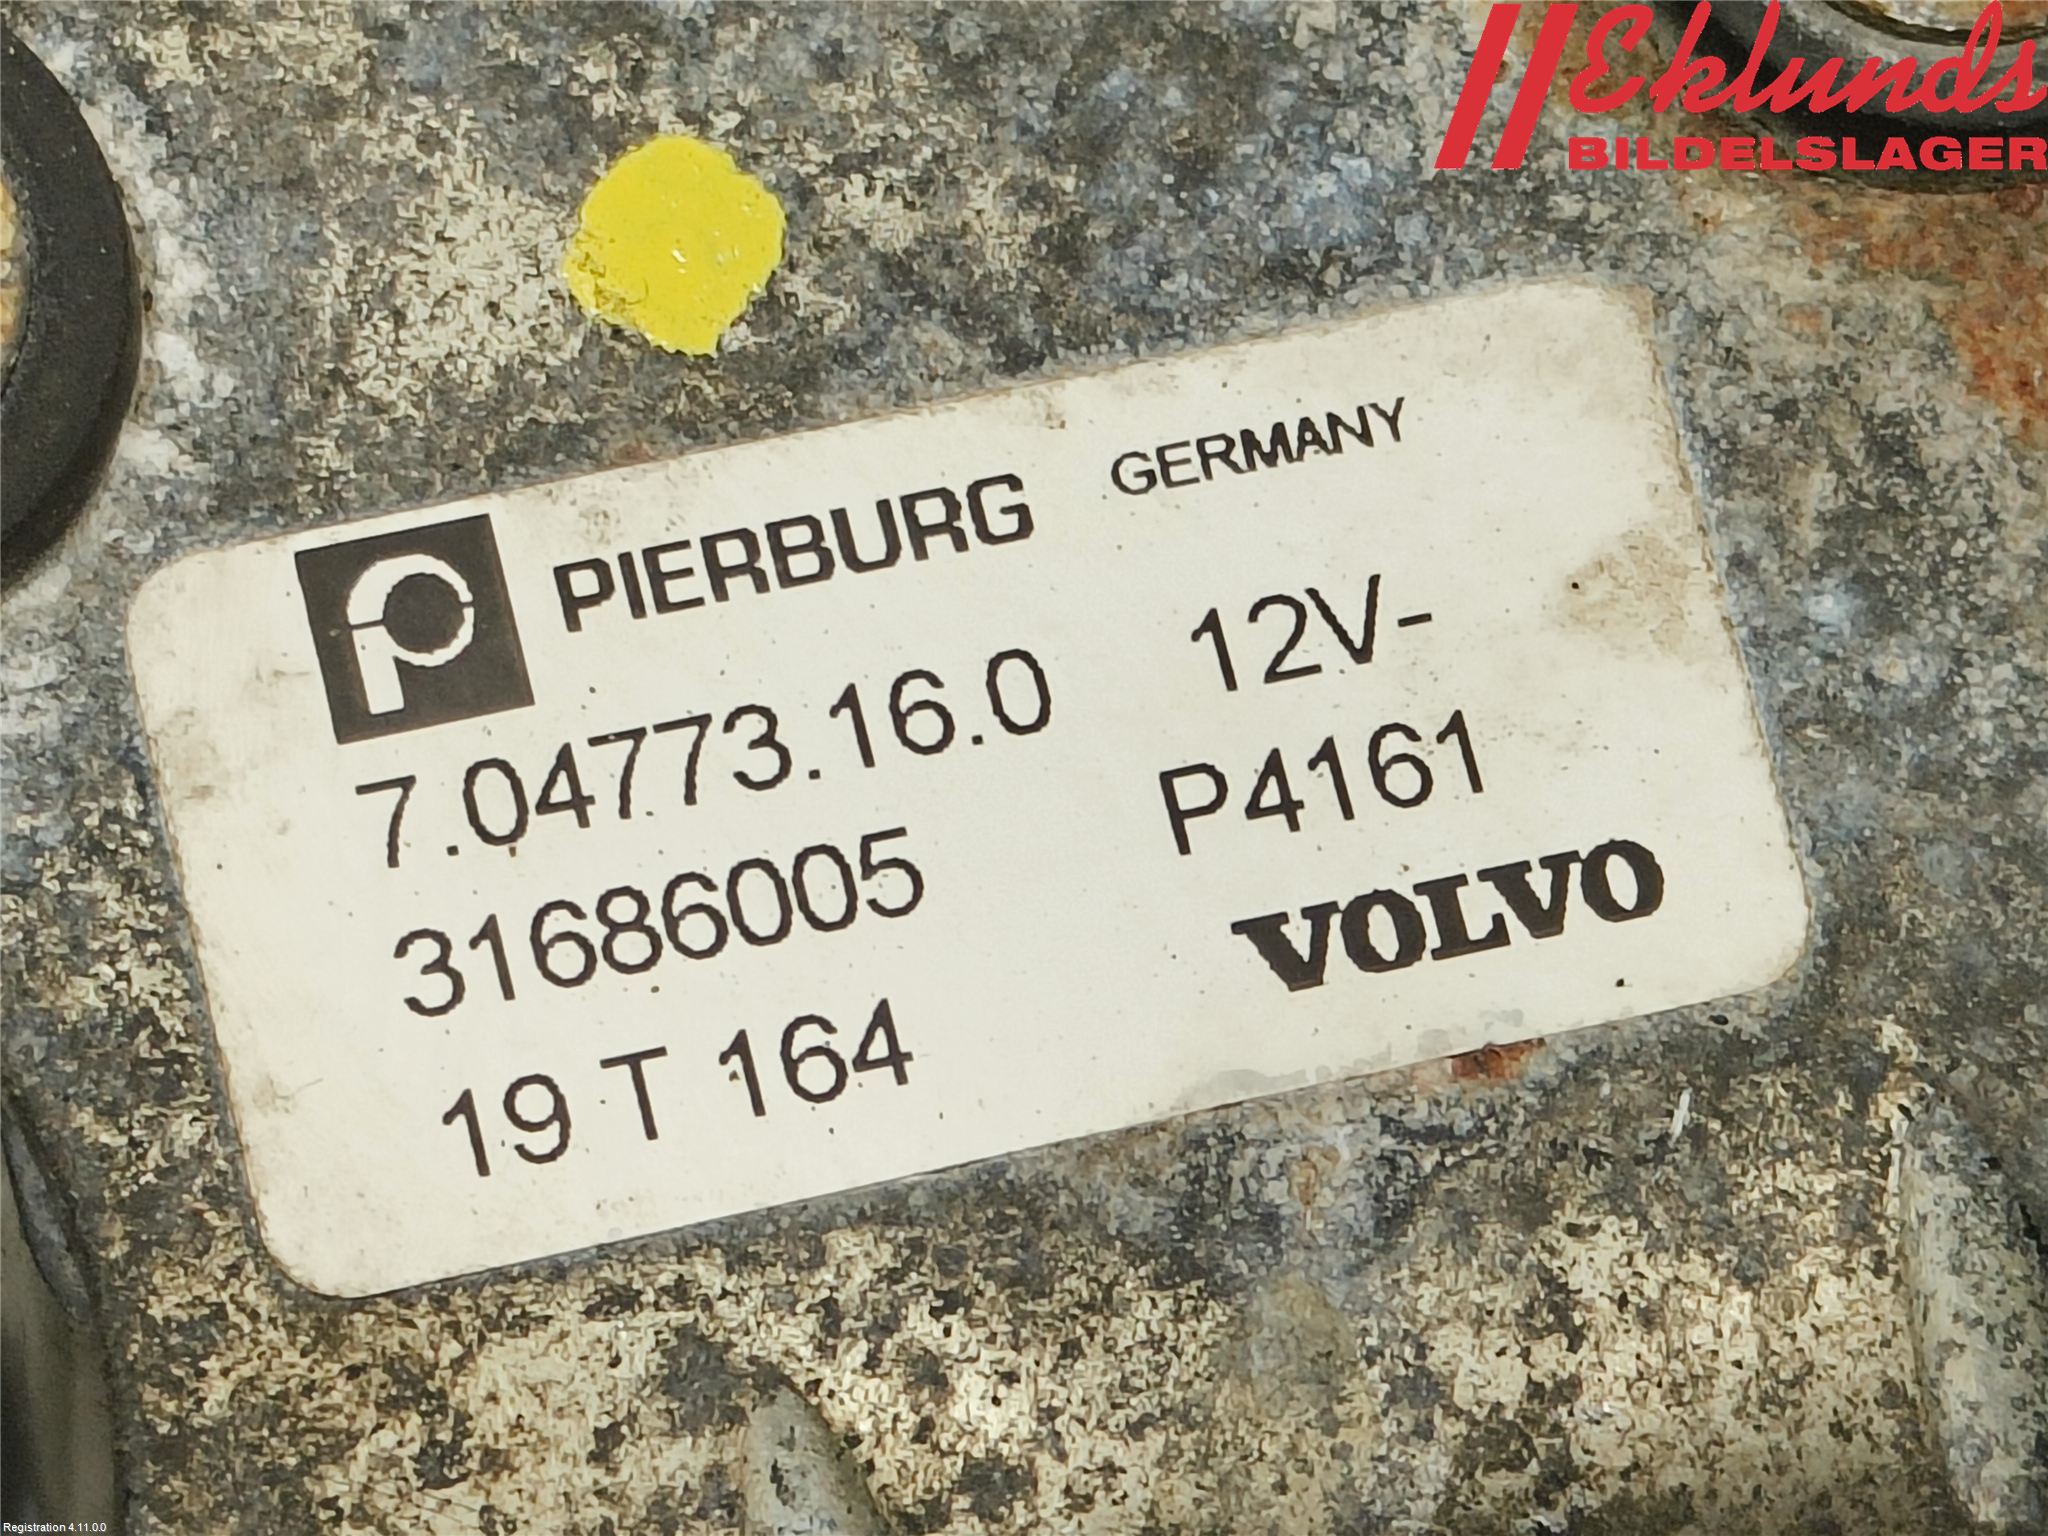 Eklunds
BILDELSLAGER
PIERBURG GERMANY
7.04773.16.0 12V-
31686005 P4161
19 T 164 VOLVO
Registration 4.11.0.0